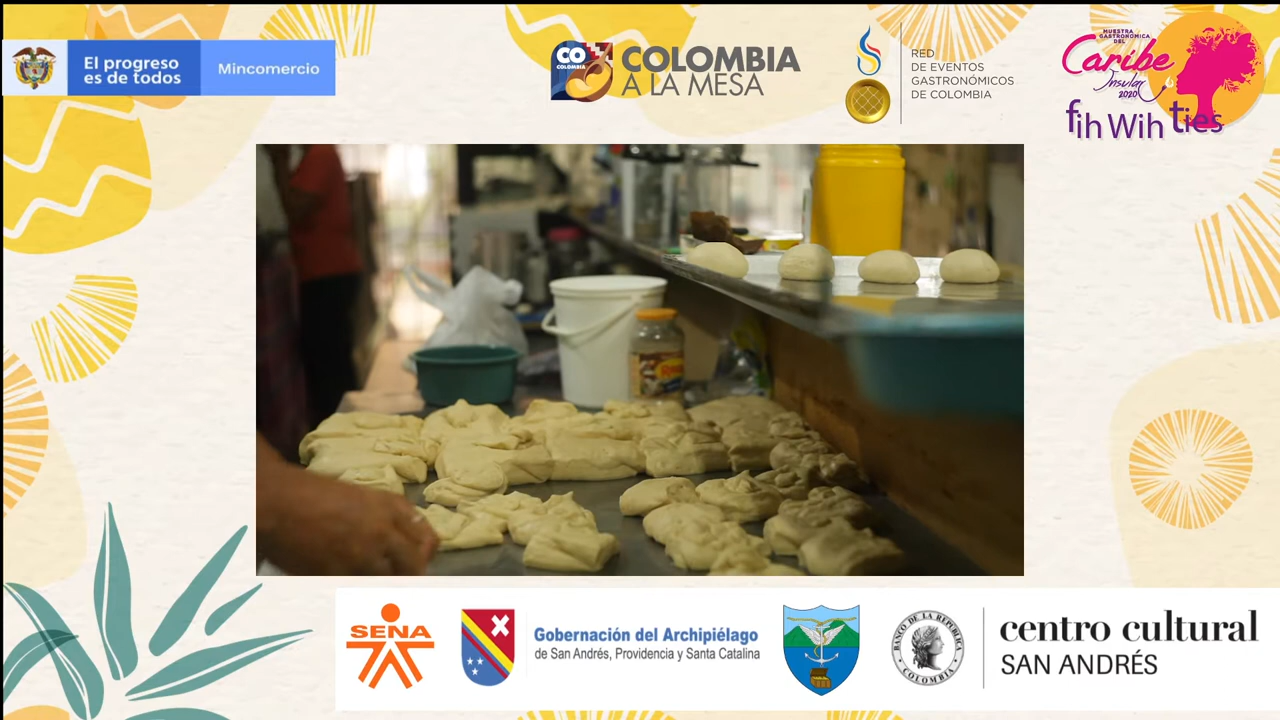 El progreso
es de todos
Mincomercio
CO
COLOMBIA
COLOMBIA
A LA MESA
RED
DE EVENTOS
GASTRONÓMICOS
DE COLOMBIA
MUESTRA
GASTRONÓMICA
DEL
Caribe
Insular
2020
fih Wih ties
SENA
Gobernación del Archipiélago
de San Andrés, Providencia y Santa Catalina
BANCO DE LA REPÚBLICA
COLOMBIA
centro cultural
SAN ANDRÉS